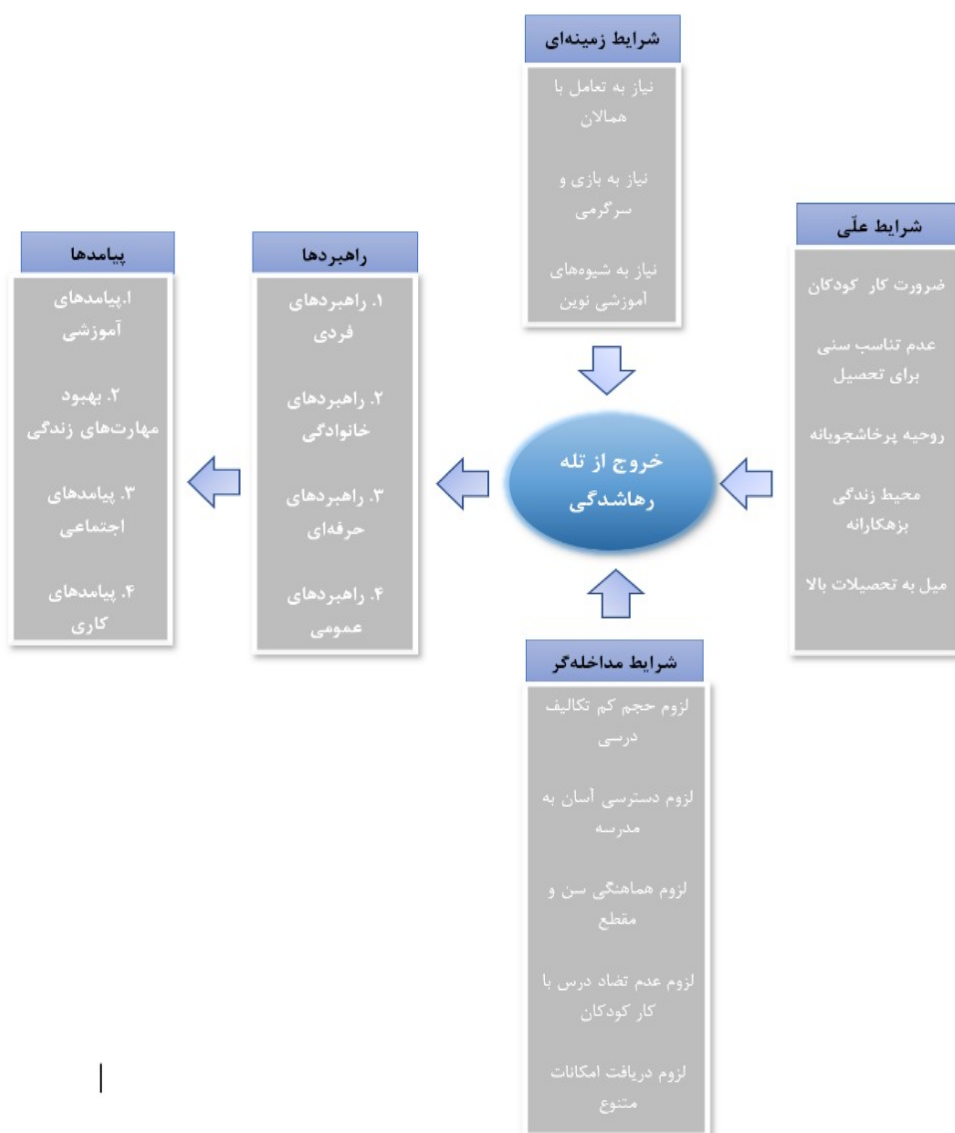 شرایط زمینه‌ای
نیاز به تعامل با
همالان
نیاز به بازی و
سرگرمی
نیاز به شیوه‌های
آموزشی نوین
شرایط علّی
ضرورت کار کودکان
عدم تناسب سنی
برای تحصیل
روحیه پرخاشجویانه
محیط زندگی
بزهکارانه
میل به تحصیلات بالا
خروج از تله
رهاشدگی
راهبردها
۱. راهبردهای
فردی
۲. راهبردهای
خانوادگی
۳. راهبردهای
حرفه‌ای
۴. راهبردهای
عمومی
پیامدها
۱.پیامدهای
آموزشی
۲. بهبود
مهارت‌های زندگی
۳. پیامدهای
اجتماعی
۴. پیامدهای
کاری
شرایط مداخله‌گر
لزوم حجم کم تکالیف
درسی
لزوم دسترسی آسان به
مدرسه
لزوم هماهنگی سن و
مقطع
لزوم عدم تضاد درس با
کار کودکان
لزوم دریافت امکانات
متنوع